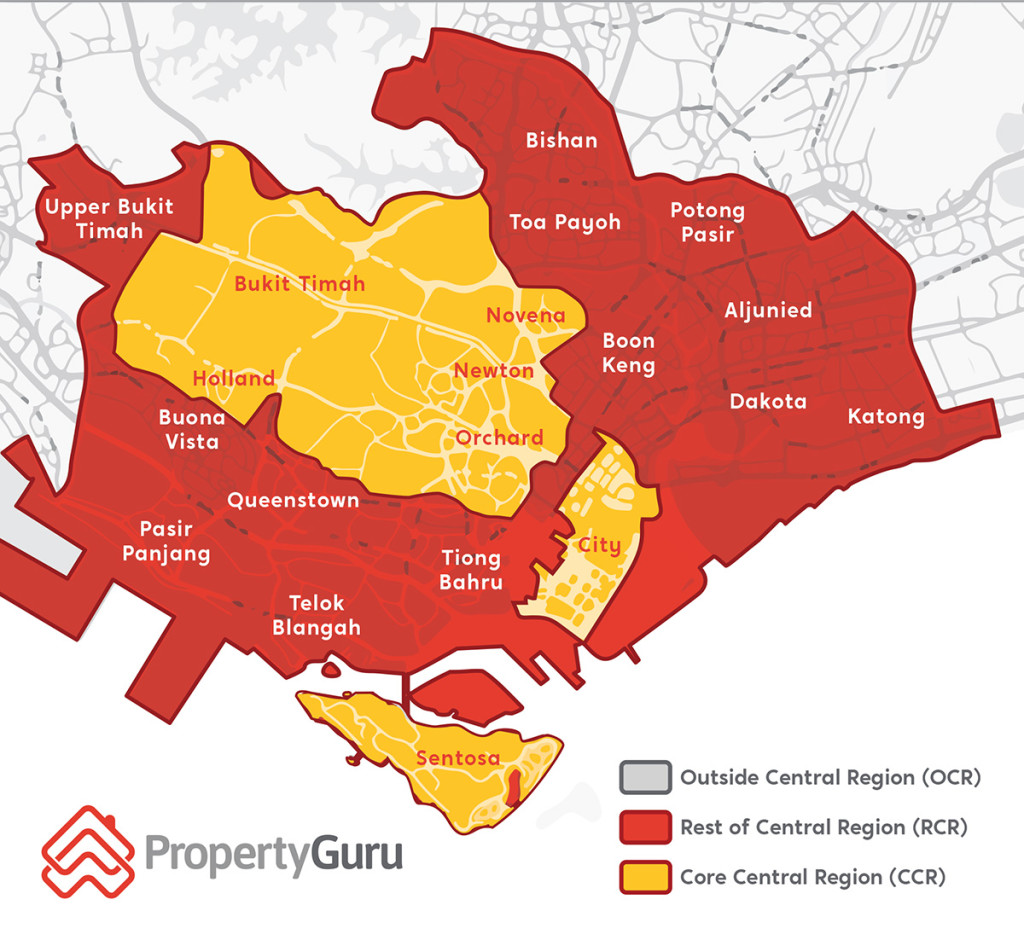 Bishan
Upper Bukit
Timah
Toa Payoh
Potong
Pasir
Bukit Timah
Novena
Aljunied
Boon
Keng
Newton
Holland
Dakota
Katong
Buona
Vista
Orchard
Queenstown
Pasir
Panjang
City
Tiong
Bahru
Telok
Blangah
Sentosa
Outside Central Region (OCR)
Rest of Central Region (RCR)
Core Central Region (CCR)
PropertyGuru